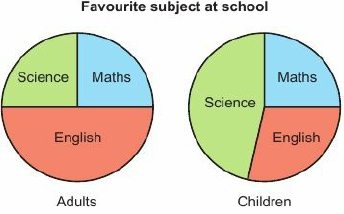 Favourite subject at school
Science
Maths
English
Adults
Science
Maths
English
Children